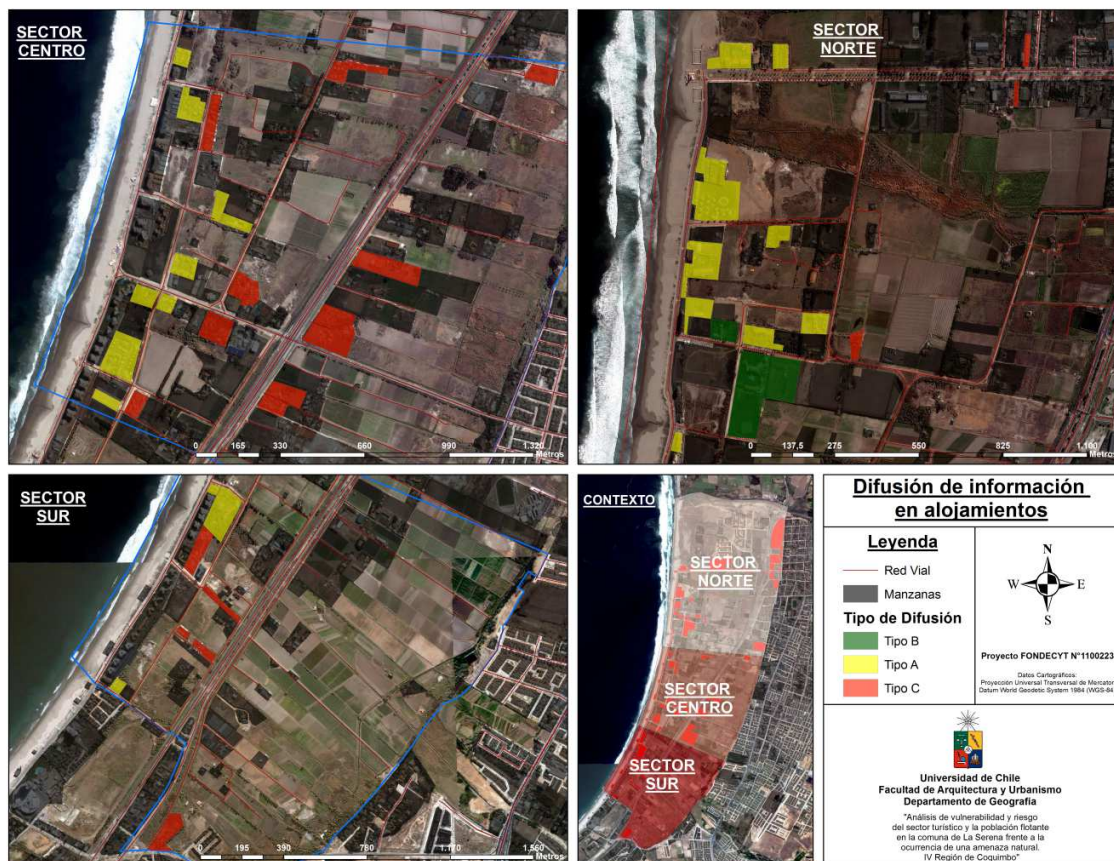 SECTOR
CENTRO
0 165 330 660 990 1.320
Metros
SECTOR
NORTE
0 137,5 275 550 825 1.100
Metros
SECTOR
SUR
0 195 390 780 1.170 1.560
Metros
CONTEXTO
SECTOR
NORTE
SECTOR
CENTRO
SECTOR
SUR
Difusión de información
en alojamientos
Leyenda
Red Vial
Manzanas
Tipo de Difusión
Tipo B
Tipo A
Tipo C
N
W E
S
Proyecto FONDECYT N°1100223
Datos Cartográficos:
Proyección Universal Transversal de Mercator
Datum World Geodetic System 1984 (WGS-84)
Universidad de Chile
Facultad de Arquitectura y Urbanismo
Departamento de Geografía
"Análisis de vulnerabilidad y riesgo
del sector turístico y la población flotante
en la comuna de La Serena frente a la
ocurrencia de una amenaza natural.
IV Región de Coquimbo"